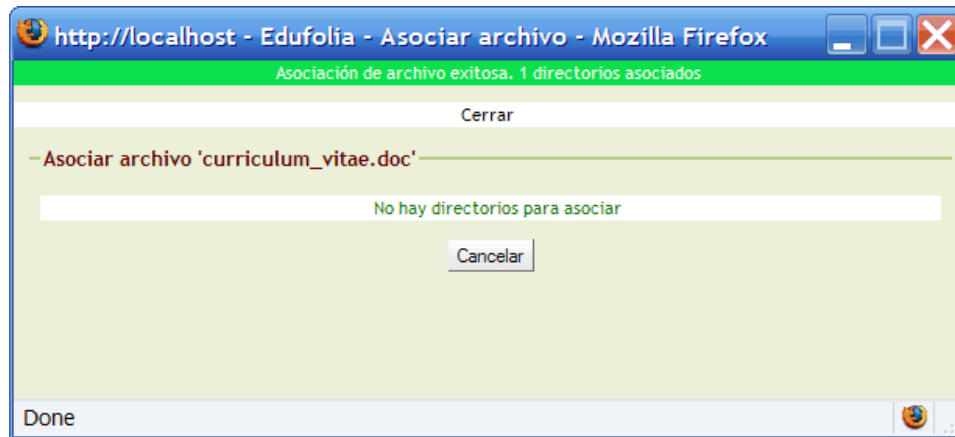 http://localhost - Edufolia - Asociar archivo - Mozilla Firefox
Asociación de archivo exitosa. 1 directorios asociados
Cerrar
Asociar archivo 'curriculum_vitae.doc'
No hay directorios para asociar
Cancelar
Done